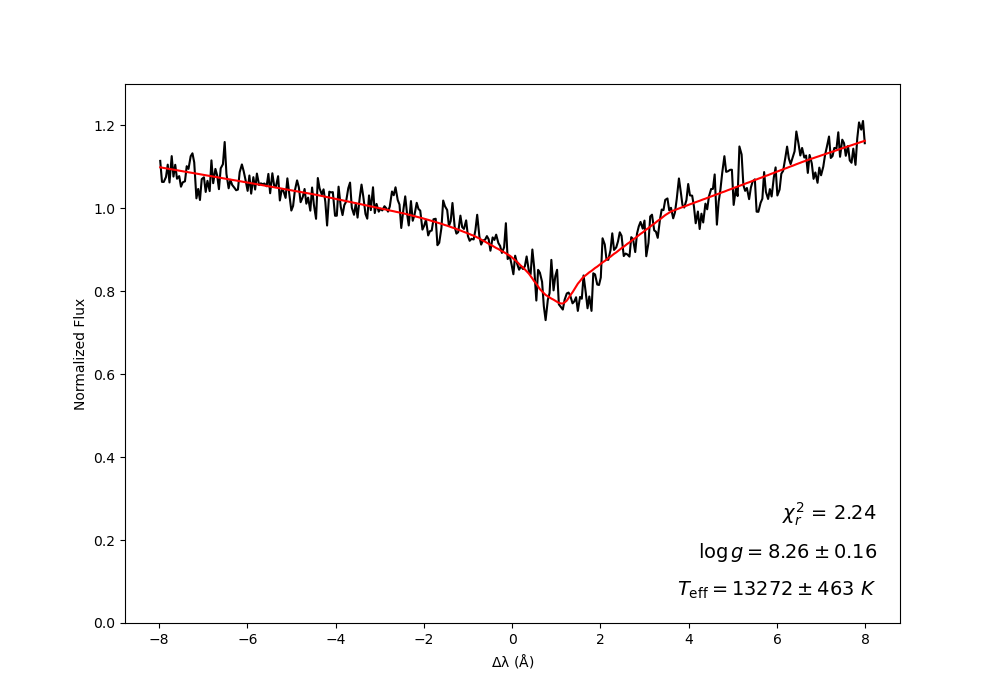 1.2
1.0
0.8
0.6
0.4
0.2
0.0
Normalized Flux
χ²ᵣ = 2.24
log g = 8.26 ± 0.16
T_eff = 13272 ± 463 K
−8 −6 −4 −2 0 2 4 6 8
Δλ (Å)